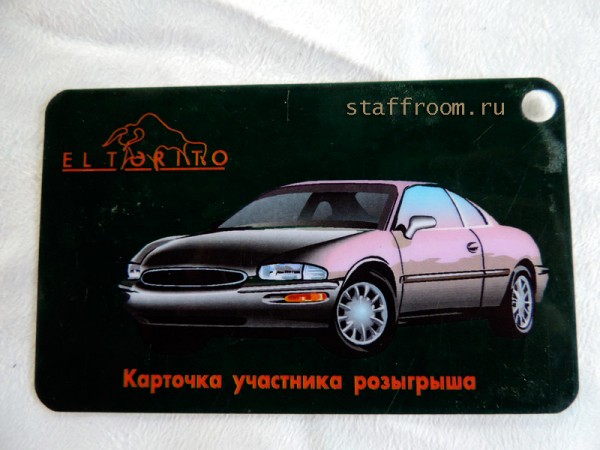 staffroom.ru
EL TORITO
Карточка участника розыгрыша